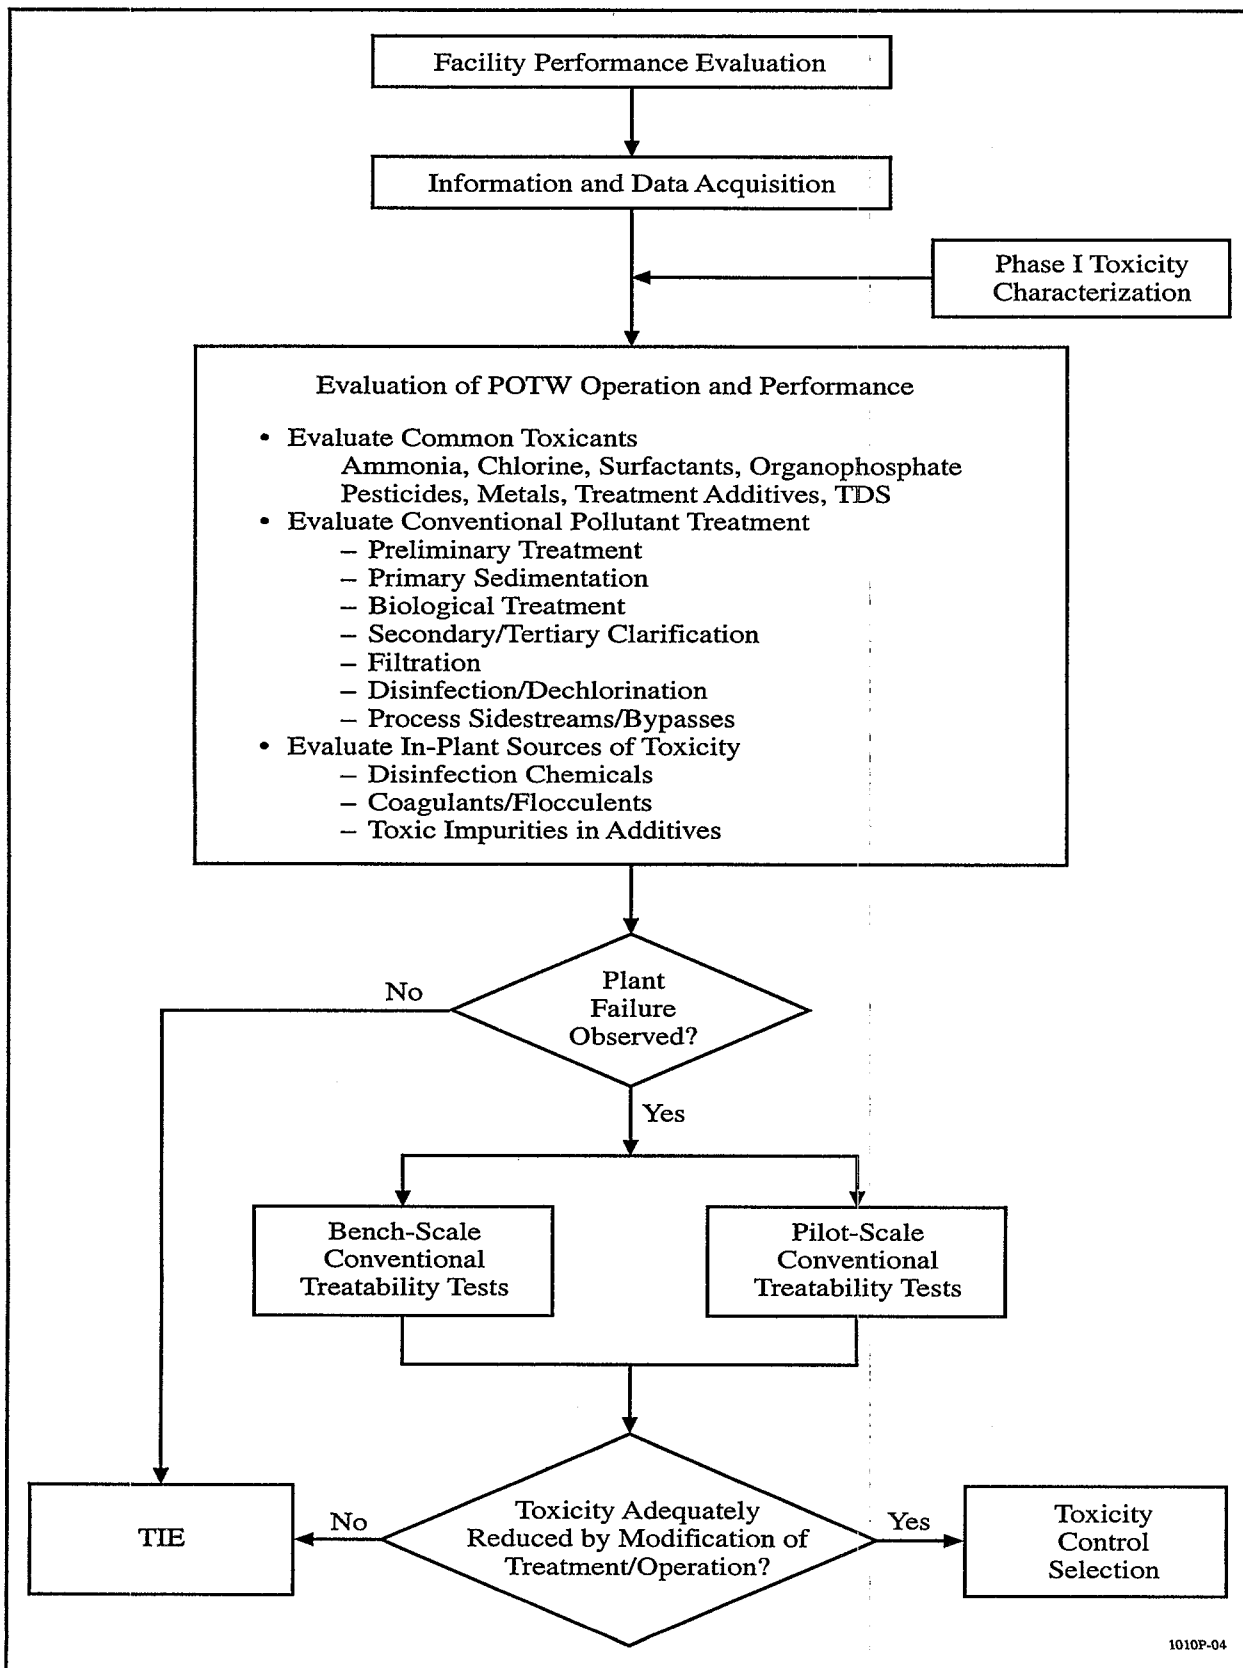 Facility Performance Evaluation
Information and Data Acquisition
Phase I Toxicity
Characterization
Evaluation of POTW Operation and Performance
• Evaluate Common Toxicants
Ammonia, Chlorine, Surfactants, Organophosphate
Pesticides, Metals, Treatment Additives, TDS
• Evaluate Conventional Pollutant Treatment
– Preliminary Treatment
– Primary Sedimentation
– Biological Treatment
– Secondary/Tertiary Clarification
– Filtration
– Disinfection/Dechlorination
– Process Sidestreams/Bypasses
• Evaluate In-Plant Sources of Toxicity
– Disinfection Chemicals
– Coagulants/Flocculents
– Toxic Impurities in Additives
Plant
Failure
Observed?
No
Yes
Bench-Scale
Conventional
Treatability Tests
Pilot-Scale
Conventional
Treatability Tests
Toxicity Adequately
Reduced by Modification of
Treatment/Operation?
No
TIE
Yes
Toxicity
Control
Selection
1010P-04